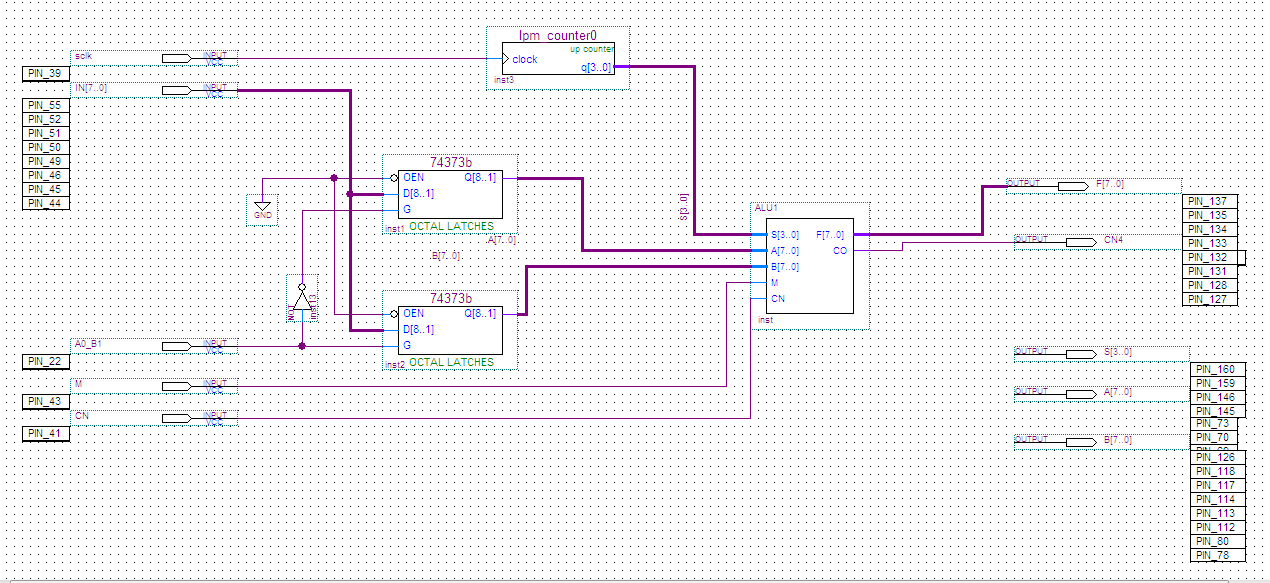 lpm_counter0
up counter
clock
q[3..0]
inst3
sclk
INPUT
VCC
PIN_39
IN[7..0]
INPUT
VCC
PIN_55
PIN_52
PIN_51
PIN_50
PIN_49
PIN_46
PIN_45
PIN_44
74373b
OEN
Q[8..1]
D[8..1]
G
inst1
OCTAL LATCHES
A[7..0]
B[7..0]
GND
NOT
inst13
74373b
OEN
Q[8..1]
D[8..1]
G
inst2
OCTAL LATCHES
A0_B1
INPUT
VCC
PIN_22
M
INPUT
VCC
PIN_43
CN
INPUT
VCC
PIN_41
ALU1
S[3..0]
F[7..0]
A[7..0]
CO
B[7..0]
M
CN
inst
OUTPUT
F[7..0]
PIN_137
PIN_135
PIN_134
PIN_133
PIN_132
PIN_131
PIN_128
PIN_127
OUTPUT
CN4
OUTPUT
S[3..0]
PIN_160
PIN_159
PIN_146
PIN_145
OUTPUT
A[7..0]
PIN_73
PIN_70
OUTPUT
B[7..0]
PIN_126
PIN_118
PIN_117
PIN_114
PIN_113
PIN_112
PIN_80
PIN_78